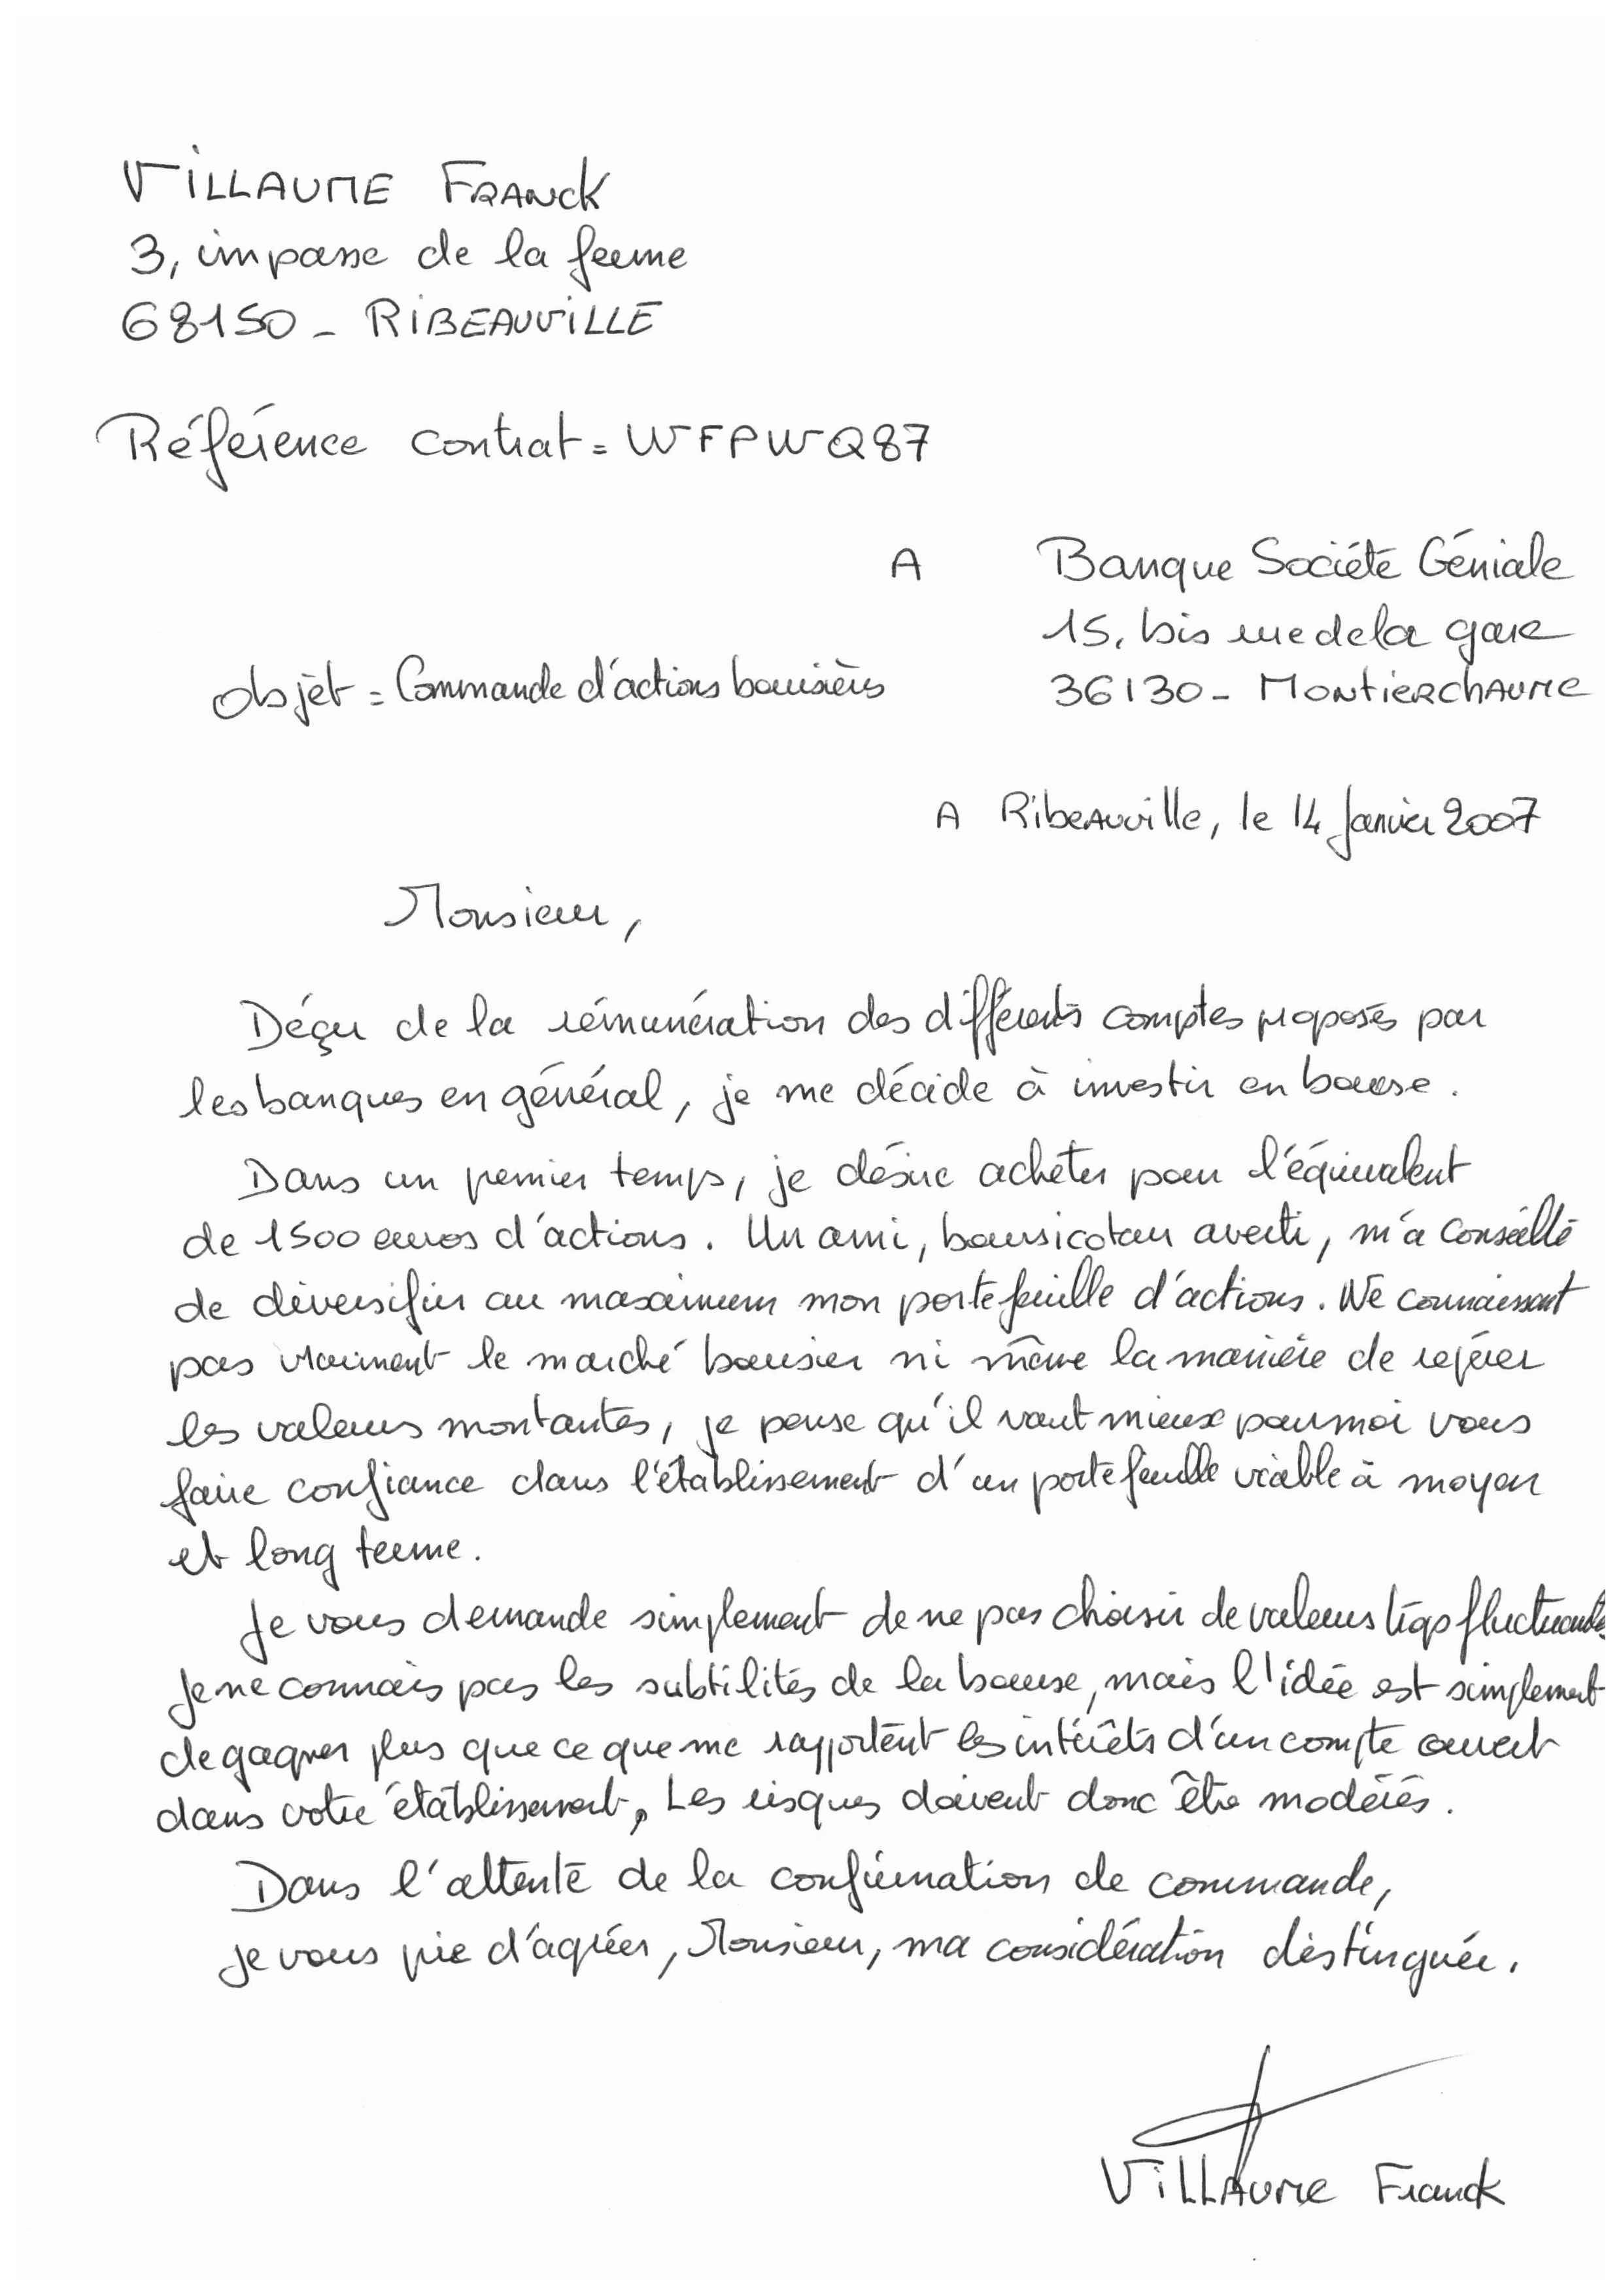 VILLAUME FRANCK
3, impasse de la ferme
68150 - RIBEAUVILLE
Référence contrat = WFPWQ87
A Banque Société Géniale
15, bis rue de la gare
Objet = Commande d'actions boursières
36130 - MONTIERCHAUME
A Ribeauville, le 14 Janvier 2007
Monsieur,
Déçu de la rémunération des différents comptes proposés par
les banques en général, je me décide à investir en bourse.
Dans un premier temps, je désire acheter pour l'équivalent
de 1500 euros d'actions. Un ami, boursicoteur averti, m'a conseillé
de diversifier au maximum mon portefeuille d'actions. Ne connaissant
pas vraiment le marché boursier ni même la manière de repérer
les valeurs montantes, je pense qu'il vaut mieux pour moi vous
faire confiance dans l'établissement d'un portefeuille viable à moyen
et long terme.
Je vous demande simplement de ne pas choisir de valeurs trop fluctuantes.
Je ne connais pas les subtilités de la bourse, mais l'idée est simplement
de gagner plus que ce que me rapportent les intérêts d'un compte ouvert
dans votre établissement. Les risques doivent donc être modérés.
Dans l'attente de la confirmation de commande,
je vous prie d'agréer, Monsieur, ma considération distinguée.
VILLAUME Franck